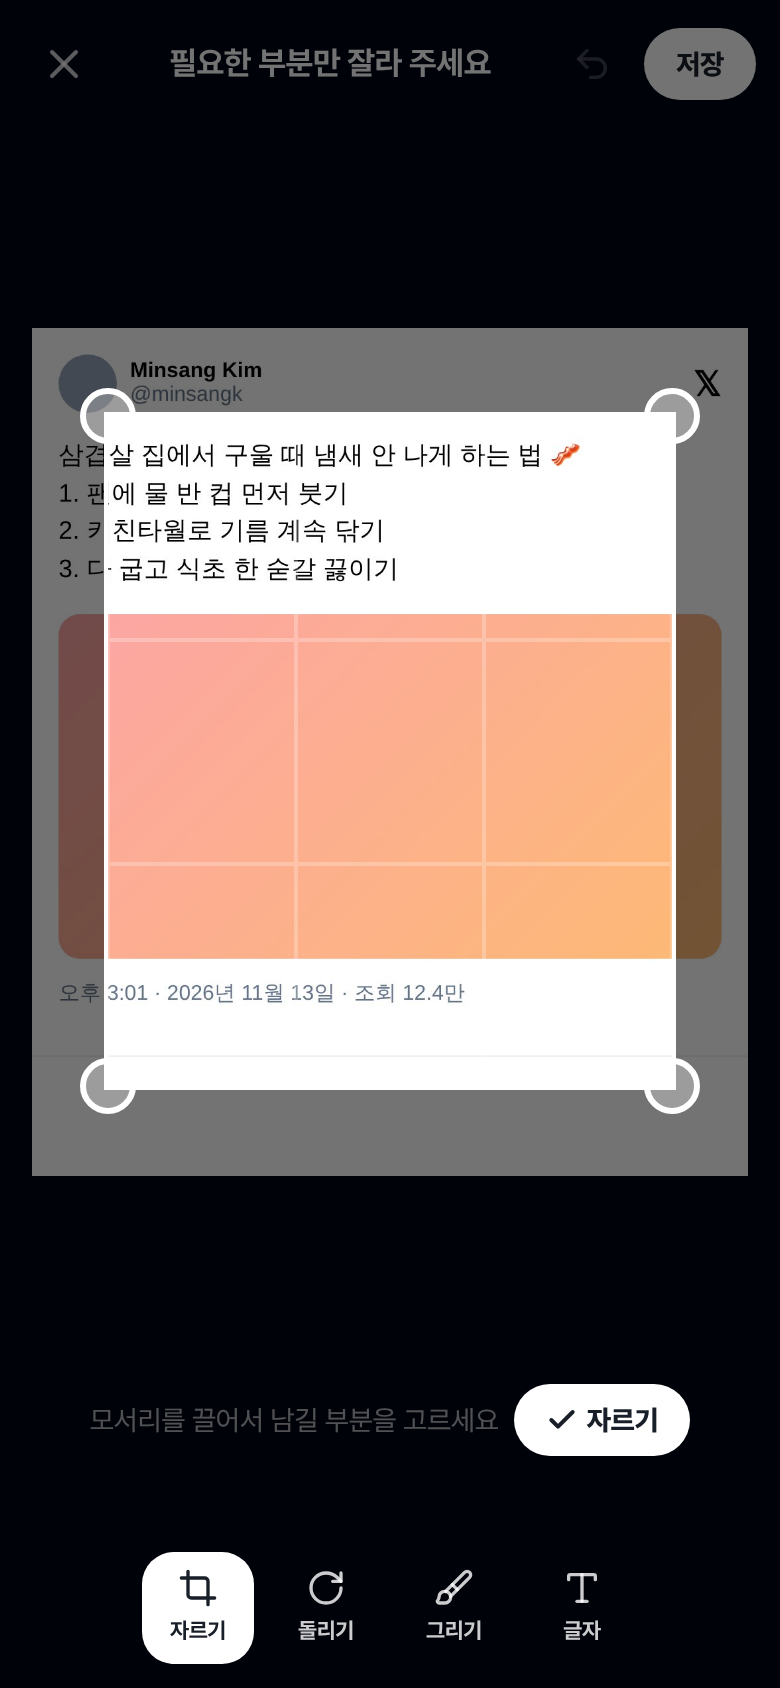 필요한 부분만 잘라 주세요
저장
Minsang Kim
@minsangk
삼겹살 집에서 구울 때 냄새 안 나게 하는 법 🥓
1. 팬에 물 반 컵 먼저 붓기
2. 키친타월로 기름 계속 닦기
3. 다 굽고 식초 한 숟갈 끓이기
오후 3:01 · 2026년 11월 13일 · 조회 12.4만
모서리를 끌어서 남길 부분을 고르세요
자르기
자르기
돌리기
그리기
글자